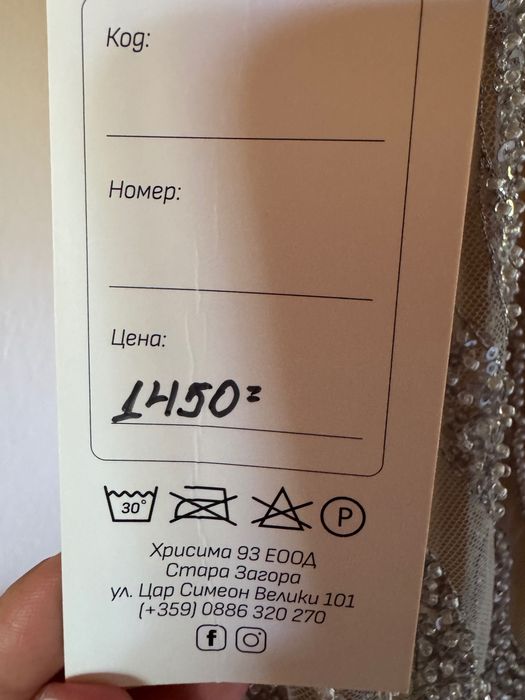 Код:
Номер:
Цена:
1450=
30°
P
Хрисима 93 ЕООД
Стара Загора
ул. Цар Симеон Велики 101
(+359) 0886 320 270